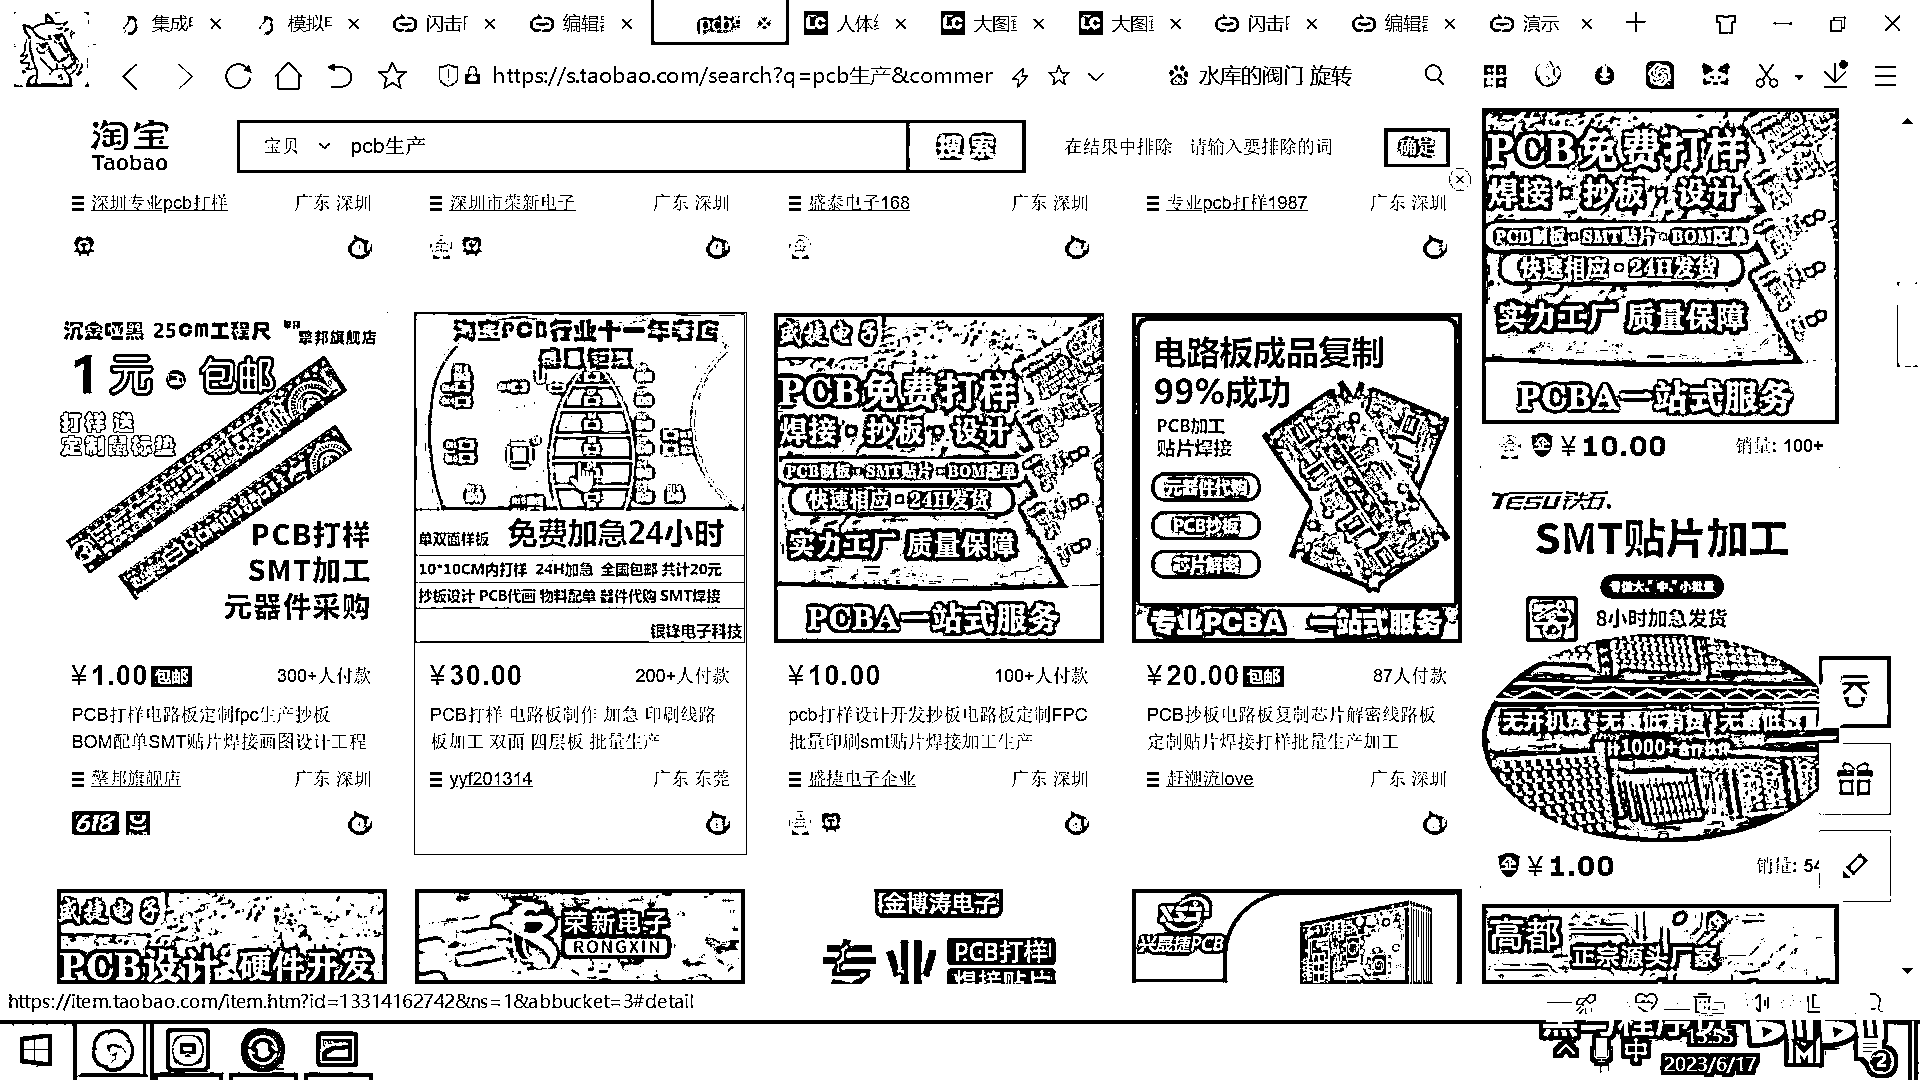 集成E
模拟E
闪击P
编辑
pcb
LC 人体
LC 大图
LC 大图
闪击P
编辑
演示
https://s.taobao.com/search?q=pcb生产&commer
水库的阀门 旋转
淘宝
Taobao
宝贝
pcb生产
搜索
在结果中排除
请输入要排除的词
确定
深圳专业pcb打样
广东 深圳
深圳市荣新电子
广东 深圳
盛泰电子168
广东 深圳
专业pcb打样1987
广东 深圳
沉金哑黑 25CM工程尺
擎邦旗舰店
1元 包邮
打样 送
定制鼠标垫
PCB打样
SMT加工
元器件采购
¥1.00 包邮
300+人付款
PCB打样电路板定制fpc生产抄板
BOM配单SMT贴片焊接画图设计工程
擎邦旗舰店
广东 深圳
618
淘宝PCB行业十一年老店
单双面样板 免费加急24小时
10*10CM内打样 24H加急 全国包邮 共计20元
抄板设计 PCB代画 物料配单 器件代购 SMT焊接
银锋电子科技
¥30.00
200+人付款
PCB打样 电路板制作 加急 印刷线路
板加工 双面 四层板 批量生产
yyf201314
广东 东莞
盛捷电子
PCB免费打样
焊接·抄板·设计
PCB制板·SMT贴片·BOM配单
快速相应·24H发货
实力工厂 质量保障
PCBA一站式服务
¥10.00
100+人付款
pcb打样设计开发抄板电路板定制FPC
批量印刷smt贴片焊接加工生产
盛捷电子企业
广东 深圳
电路板成品复制
99%成功
PCB加工
贴片焊接
元器件代购
PCB抄板
芯片解密
专业PCBA 一站式服务
¥20.00 包邮
87人付款
PCB抄板电路板复制芯片解密线路板
定制贴片焊接打样批量生产加工
赶潮流love
广东 深圳
PCB免费打样
焊接·抄板·设计
PCB制板·SMT贴片·BOM配单
快速相应·24H发货
实力工厂 质量保障
PCBA一站式服务
¥10.00
销量: 100+
TESU
SMT贴片加工
8小时加急发货
无开机费
累计1000+合作伙伴
¥1.00
销量: 54
盛捷电子
PCB设计&硬件开发
荣新电子
RONGXIN
金博涛电子
专业
PCB打样
焊接贴片
兴晟捷PCB
高都
正宗源头厂家
https://item.taobao.com/item.htm?id=13314162742&ns=1&abbucket=3#detail
中
15:55
2023/6/17
2